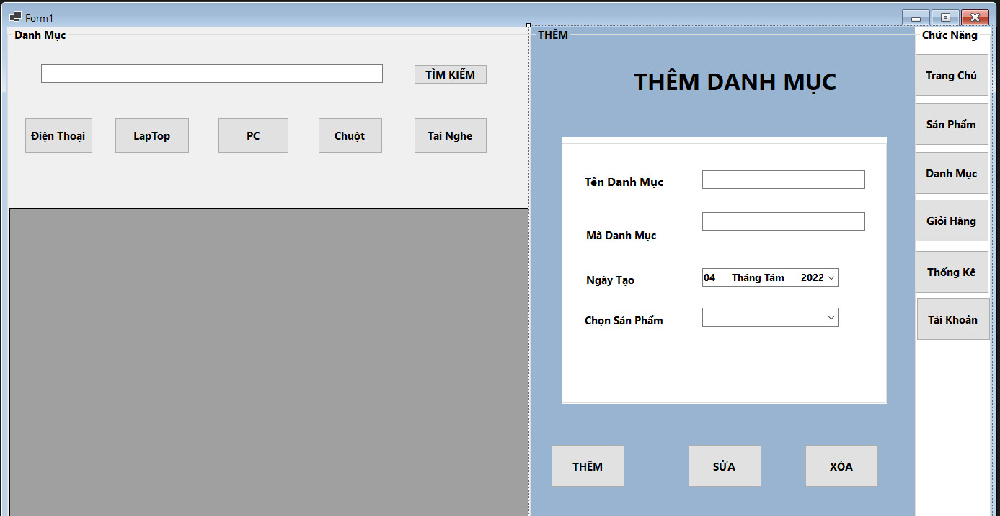 Form1
Danh Mục
TÌM KIẾM
Điện Thoại
LapTop
PC
Chuột
Tai Nghe
THÊM
THÊM DANH MỤC
Tên Danh Mục
Mã Danh Mục
Ngày Tạo
04 Tháng Tám 2022
Chọn Sản Phẩm
THÊM
SỬA
XÓA
Chức Năng
Trang Chủ
Sản Phẩm
Danh Mục
Giỏi Hàng
Thống Kê
Tài Khoản